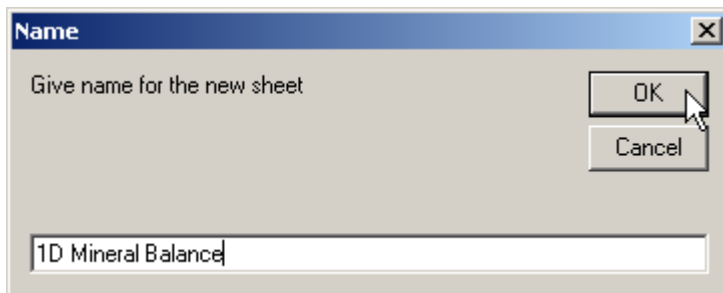 Name
Give name for the new sheet
OK
Cancel
1D Mineral Balance